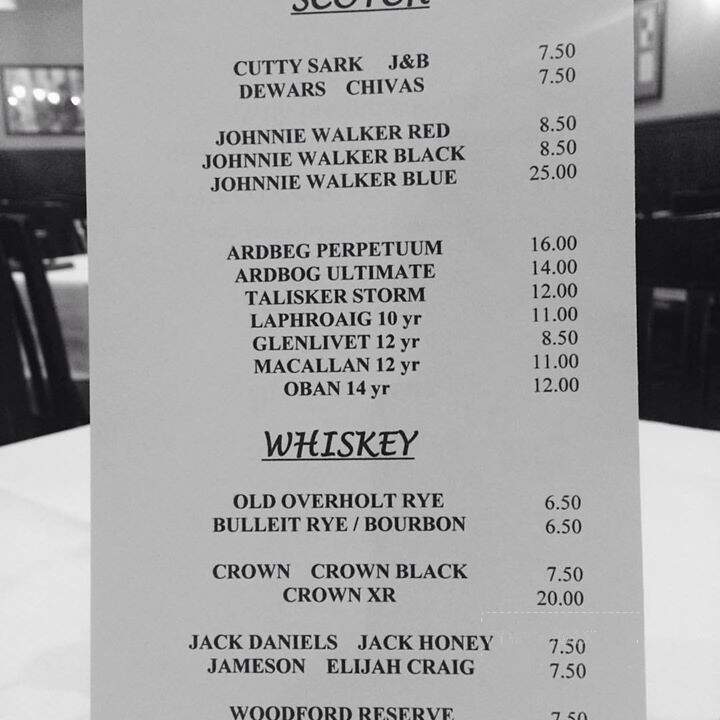 SCOTCH
CUTTY SARK J&B 7.50
DEWARS CHIVAS 7.50
JOHNNIE WALKER RED 8.50
JOHNNIE WALKER BLACK 8.50
JOHNNIE WALKER BLUE 25.00
ARDBEG PERPETUUM 16.00
ARDBOG ULTIMATE 14.00
TALISKER STORM 12.00
LAPHROAIG 10 yr 11.00
GLENLIVET 12 yr 8.50
MACALLAN 12 yr 11.00
OBAN 14 yr 12.00
WHISKEY
OLD OVERHOLT RYE 6.50
BULLEIT RYE / BOURBON 6.50
CROWN CROWN BLACK 7.50
CROWN XR 20.00
JACK DANIELS JACK HONEY 7.50
JAMESON ELIJAH CRAIG 7.50
WOODFORD RESERVE 7.50